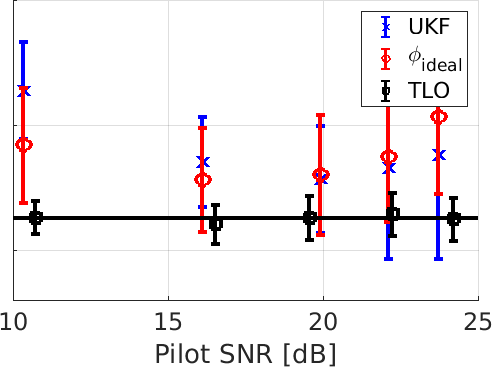 UKF
ϕideal
TLO
10 15 20 25
Pilot SNR [dB]